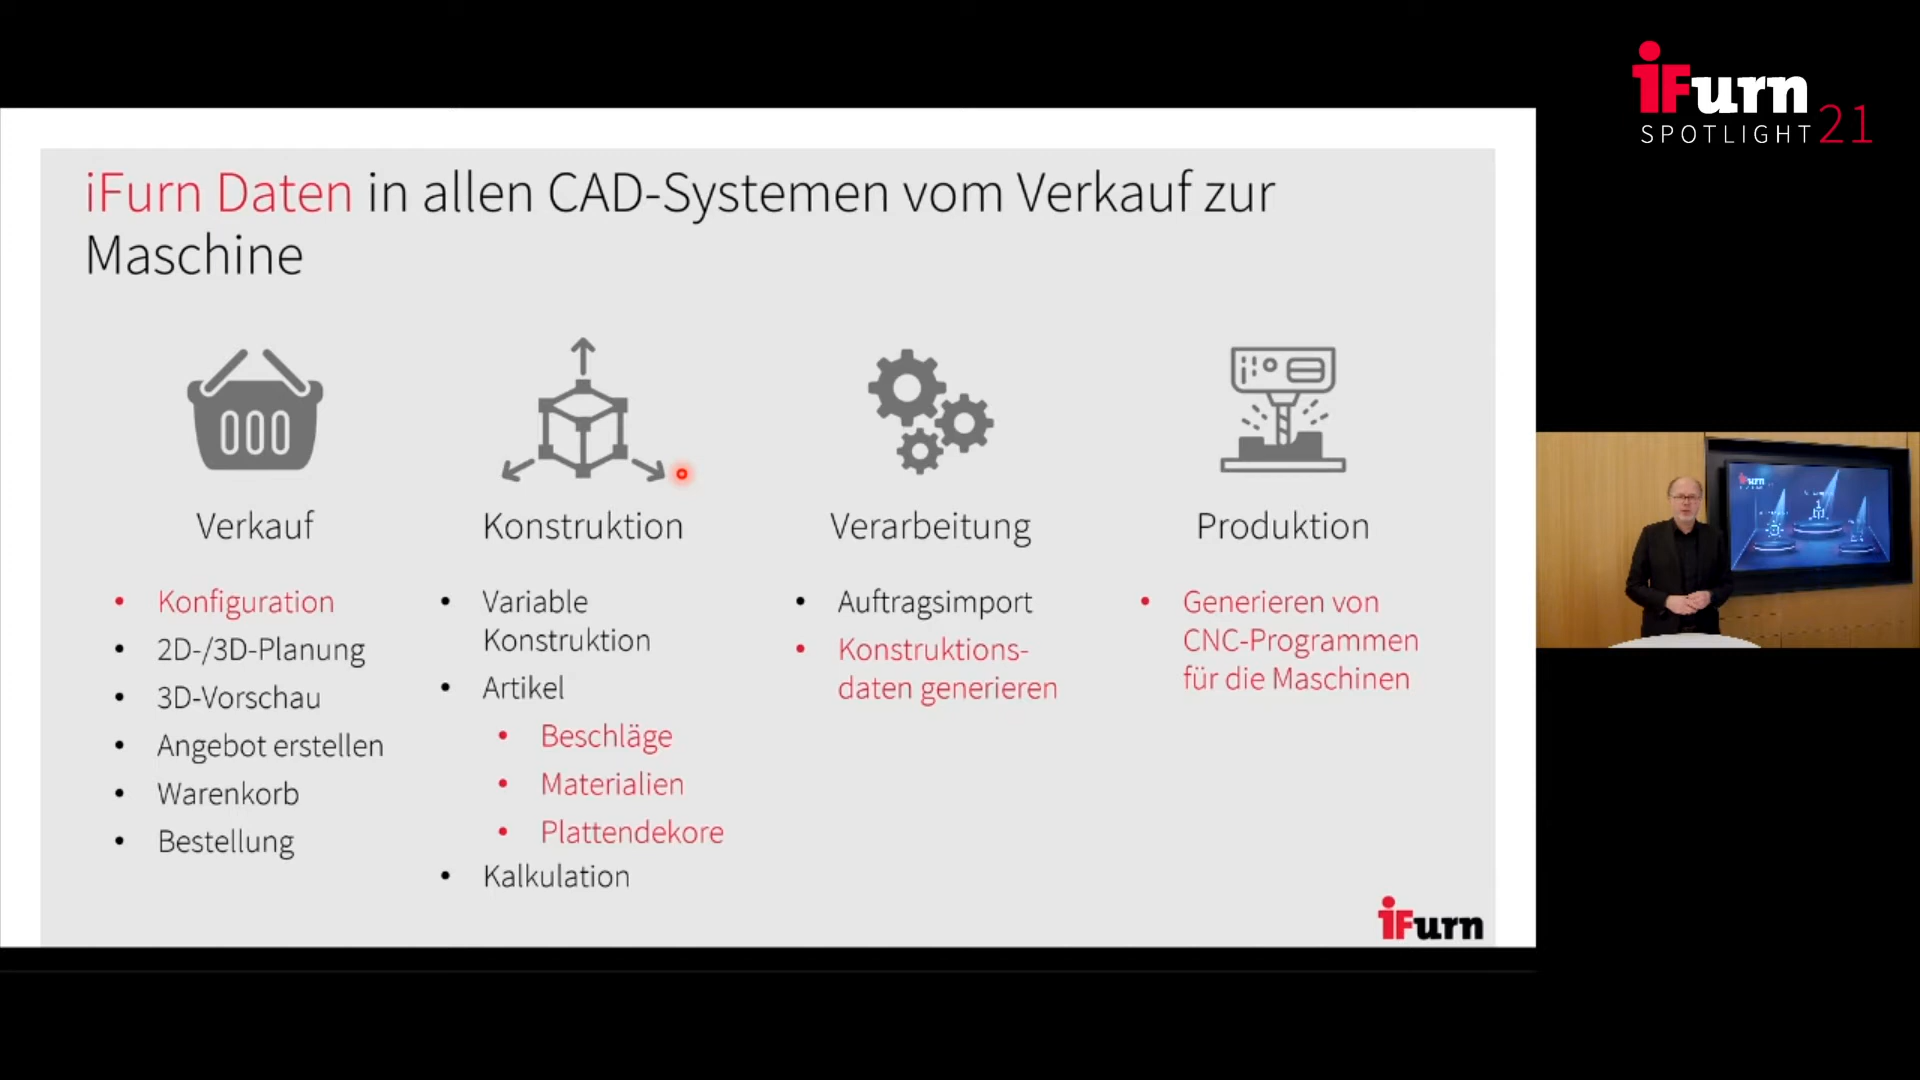 iFurn
SPOTLIGHT 21
iFurn Daten in allen CAD-Systemen vom Verkauf zur
Maschine
Verkauf
• Konfiguration
• 2D-/3D-Planung
• 3D-Vorschau
• Angebot erstellen
• Warenkorb
• Bestellung
Konstruktion
• Variable
Konstruktion
• Artikel
• Beschläge
• Materialien
• Plattendekore
• Kalkulation
Verarbeitung
• Auftragsimport
• Konstruktions-
daten generieren
Produktion
• Generieren von
CNC-Programmen
für die Maschinen
iFurn
iFurn